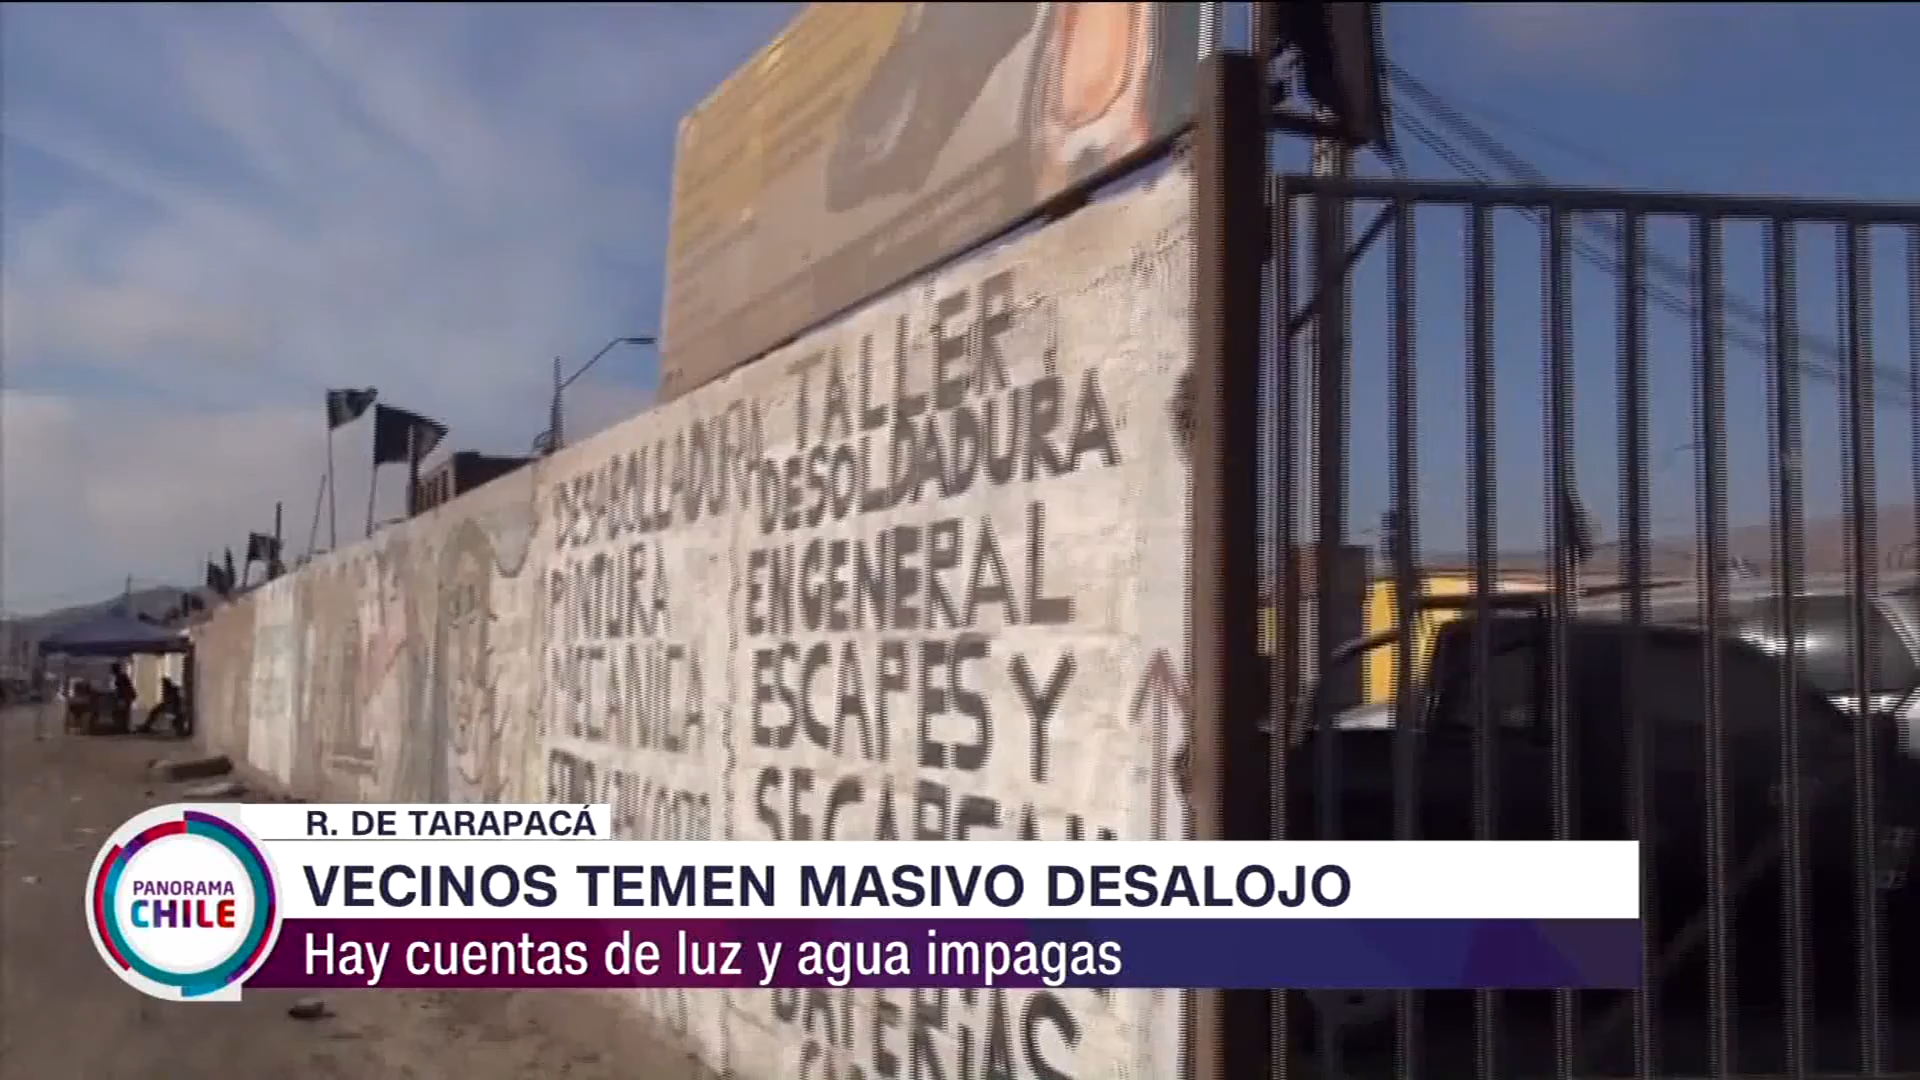 TALLER
DESOLDADURA
EN GENERAL
ESCAPES Y
DESABOLLADURA
PINTURA
MECANICA
R. DE TARAPACÁ
VECINOS TEMEN MASIVO DESALOJO
Hay cuentas de luz y agua impagas
PANORAMA
CHILE